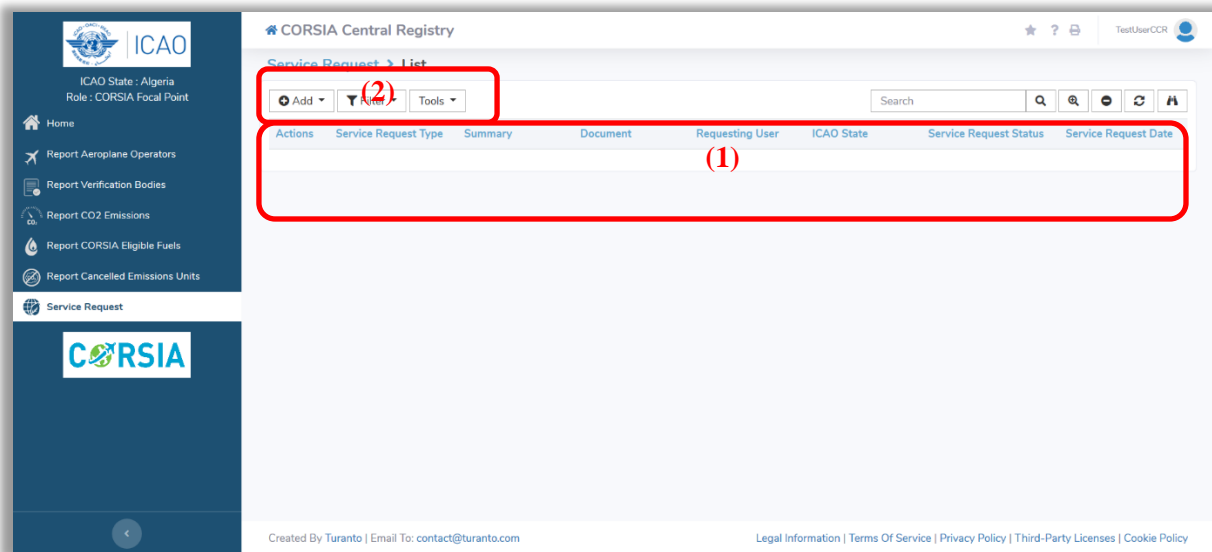 ICAO
ICAO State : Algeria
Role : CORSIA Focal Point
Home
Report Aeroplane Operators
Report Verification Bodies
CO₂
Report CO2 Emissions
Report CORSIA Eligible Fuels
Report Cancelled Emissions Units
Service Request
CORSIA
CORSIA Central Registry
? TestUserCCR
Service Request > List
(2)
Add Filter Tools Search
Actions Service Request Type Summary Document Requesting User ICAO State Service Request Status Service Request Date
(1)
Created By Turanto | Email To: contact@turanto.com
Legal Information | Terms Of Service | Privacy Policy | Third-Party Licenses | Cookie Policy